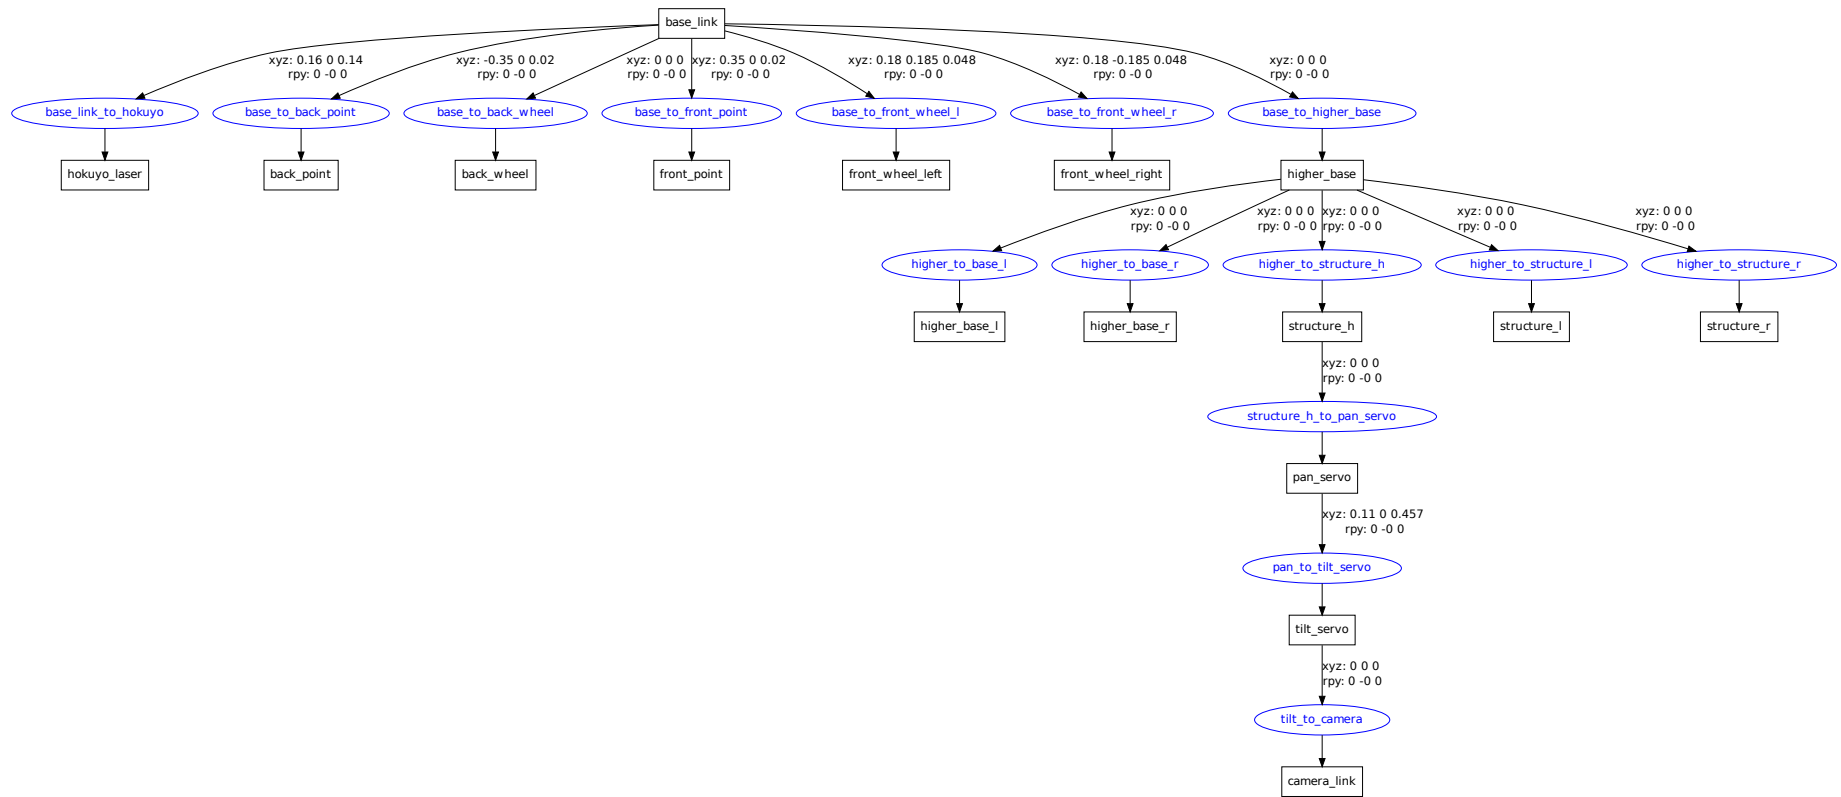 base_link
xyz: 0.16 0 0.14
rpy: 0 -0 0
xyz: -0.35 0 0.02
rpy: 0 -0 0
xyz: 0 0 0
rpy: 0 -0 0
xyz: 0.35 0 0.02
rpy: 0 -0 0
xyz: 0.18 0.185 0.048
rpy: 0 -0 0
xyz: 0.18 -0.185 0.048
rpy: 0 -0 0
xyz: 0 0 0
rpy: 0 -0 0
base_link_to_hokuyo
base_to_back_point
base_to_back_wheel
base_to_front_point
base_to_front_wheel_l
base_to_front_wheel_r
base_to_higher_base
hokuyo_laser
back_point
back_wheel
front_point
front_wheel_left
front_wheel_right
higher_base
xyz: 0 0 0
rpy: 0 -0 0
xyz: 0 0 0
rpy: 0 -0 0
xyz: 0 0 0
rpy: 0 -0 0
xyz: 0 0 0
rpy: 0 -0 0
xyz: 0 0 0
rpy: 0 -0 0
higher_to_base_l
higher_to_base_r
higher_to_structure_h
higher_to_structure_l
higher_to_structure_r
higher_base_l
higher_base_r
structure_h
structure_l
structure_r
xyz: 0 0 0
rpy: 0 -0 0
structure_h_to_pan_servo
pan_servo
xyz: 0.11 0 0.457
rpy: 0 -0 0
pan_to_tilt_servo
tilt_servo
xyz: 0 0 0
rpy: 0 -0 0
tilt_to_camera
camera_link